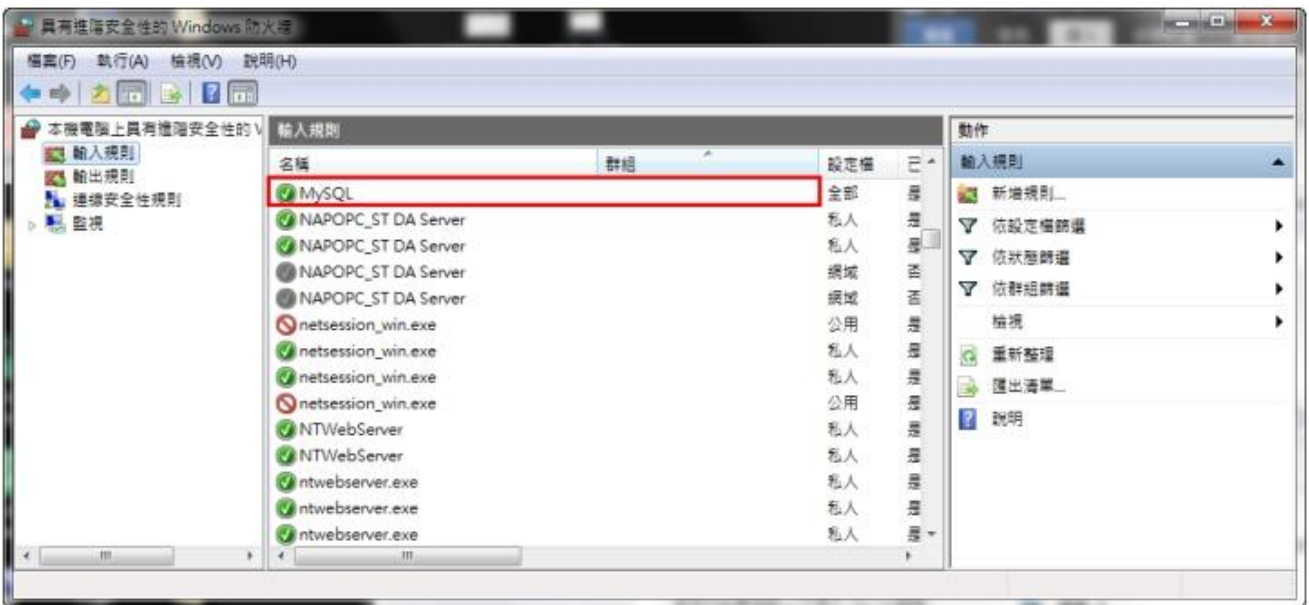 具有進階安全性的 Windows 防火牆
檔案(F) 執行(A) 檢視(V) 說明(H)
本機電腦上具有進階安全性的 V
輸入規則
輸出規則
連線安全性規則
監視
輸入規則
名稱 群組 設定檔 已
MySQL 全部 是
NAPOPC_ST DA Server 私人 是
NAPOPC_ST DA Server 私人 是
NAPOPC_ST DA Server 網域 否
NAPOPC_ST DA Server 網域 否
netsession_win.exe 公用 是
netsession_win.exe 私人 是
netsession_win.exe 私人 是
netsession_win.exe 公用 是
NTWebServer 私人 是
NTWebServer 私人 是
ntwebserver.exe 私人 是
ntwebserver.exe 私人 是
ntwebserver.exe 私人 是
動作
輸入規則
新增規則...
依設定檔篩選
依狀態篩選
依群組篩選
檢視
重新整理
匯出清單...
說明